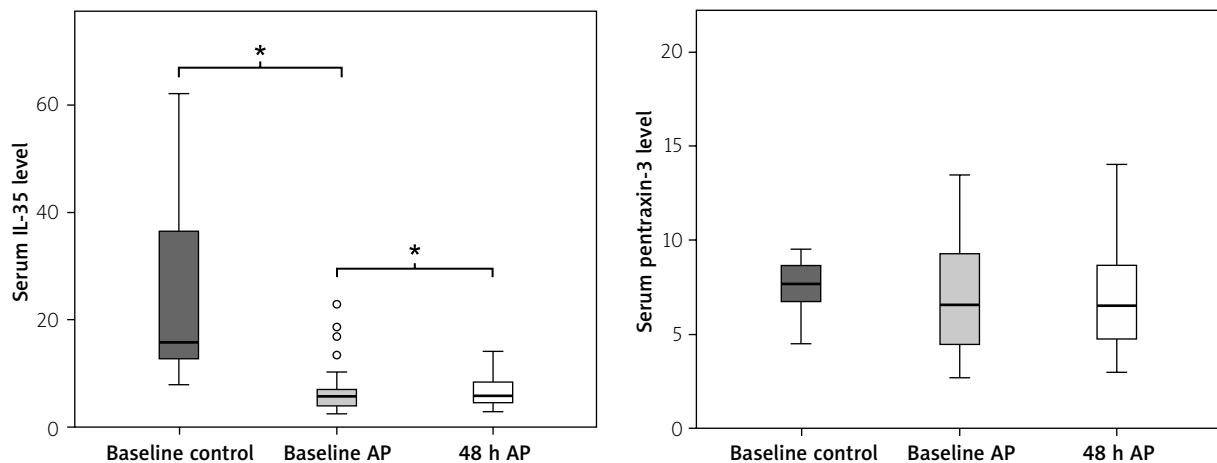 Serum IL-35 level
60
40
20
0
*
*
Baseline control
Baseline AP
48 h AP
Serum pentraxin-3 level
20
15
10
5
0
Baseline control
Baseline AP
48 h AP